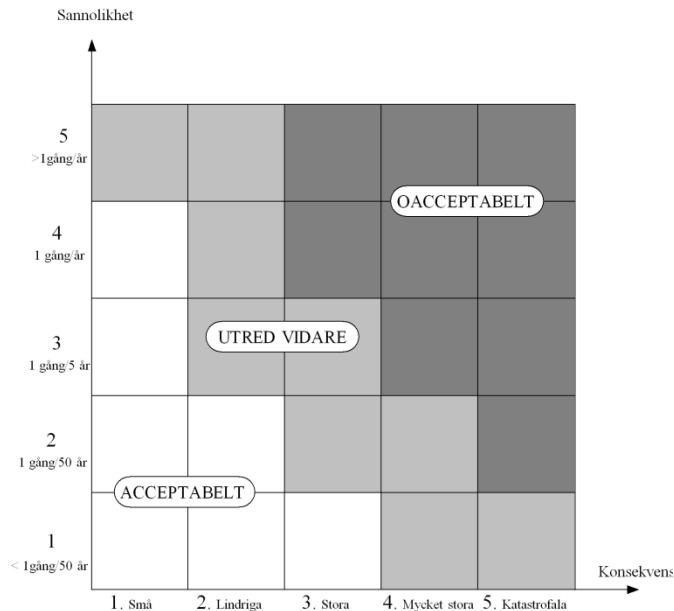 Sannolikhet
5
>1gång/år
OACCEPTABELT
4
1 gång/år
UTRED VIDARE
3
1 gång/5 år
2
1 gång/50 år
ACCEPTABELT
1
< 1gång/50 år
Konsekvens
1. Små 2. Lindriga 3. Stora 4. Mycket stora 5. Katastrofala